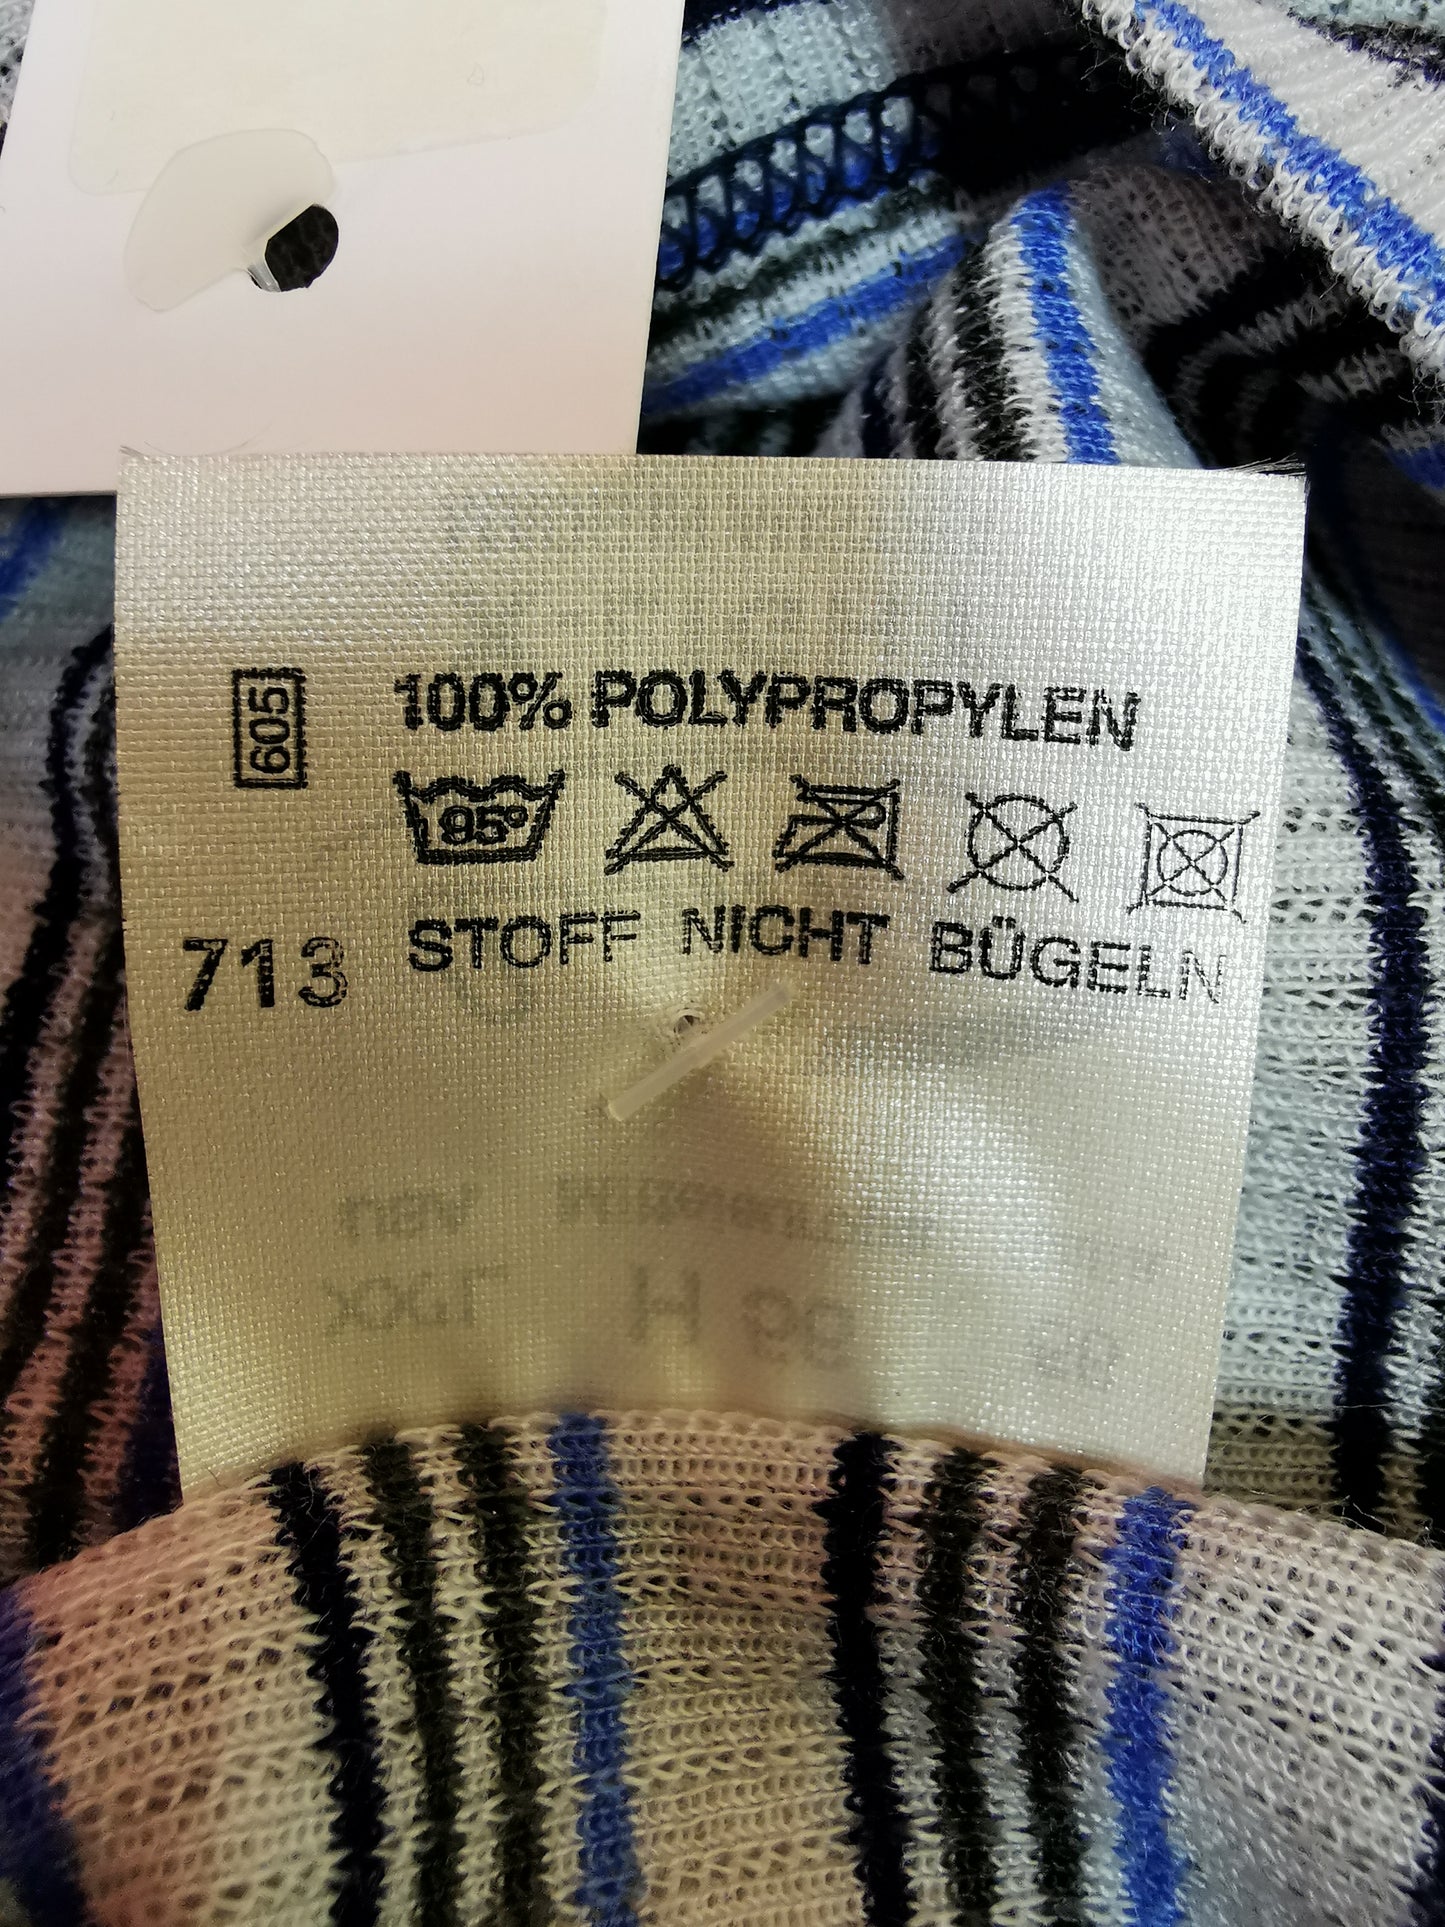 605
100% POLYPROPYLEN
95°
713 STOFF NICHT BÜGELN